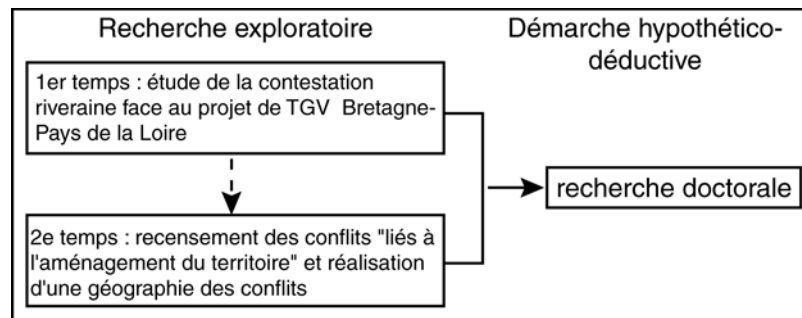 Recherche exploratoire
Démarche hypothético-
déductive
1er temps : étude de la contestation
riveraine face au projet de TGV Bretagne-
Pays de la Loire
recherche doctorale
2e temps : recensement des conflits "liés à
l'aménagement du territoire" et réalisation
d'une géographie des conflits